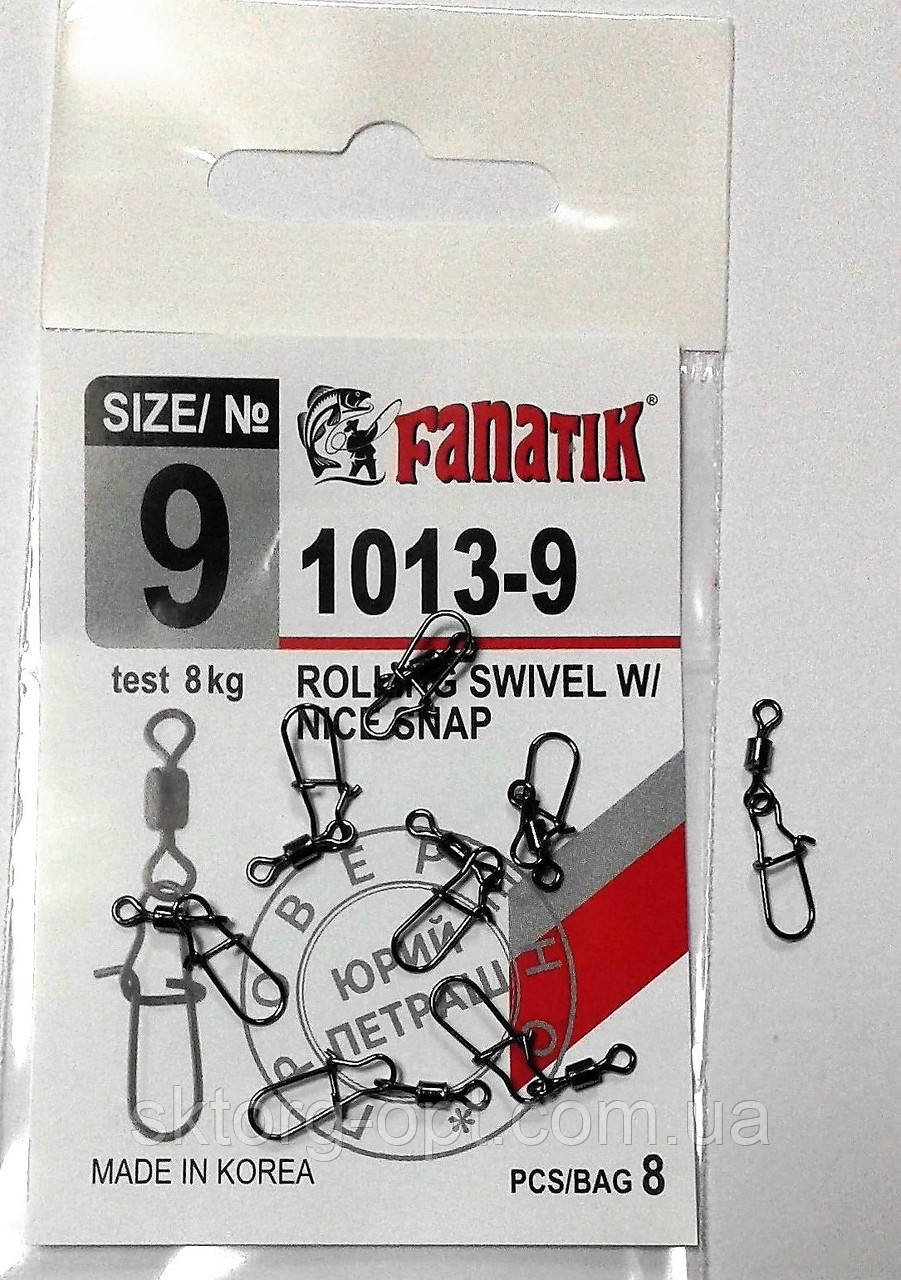 SIZE/ №
9
FANATIK®
1013-9
test 8kg
ROLLING SWIVEL W/
NICE SNAP
ЮРИЙ
ПЕТРАШ
sktorg-opt.com.ua
MADE IN KOREA
PCS/BAG 8